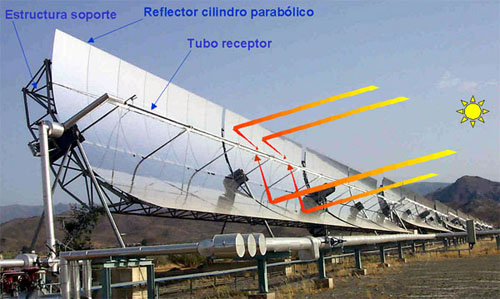 Estructura soporte
Reflector cilindro parabólico
Tubo receptor